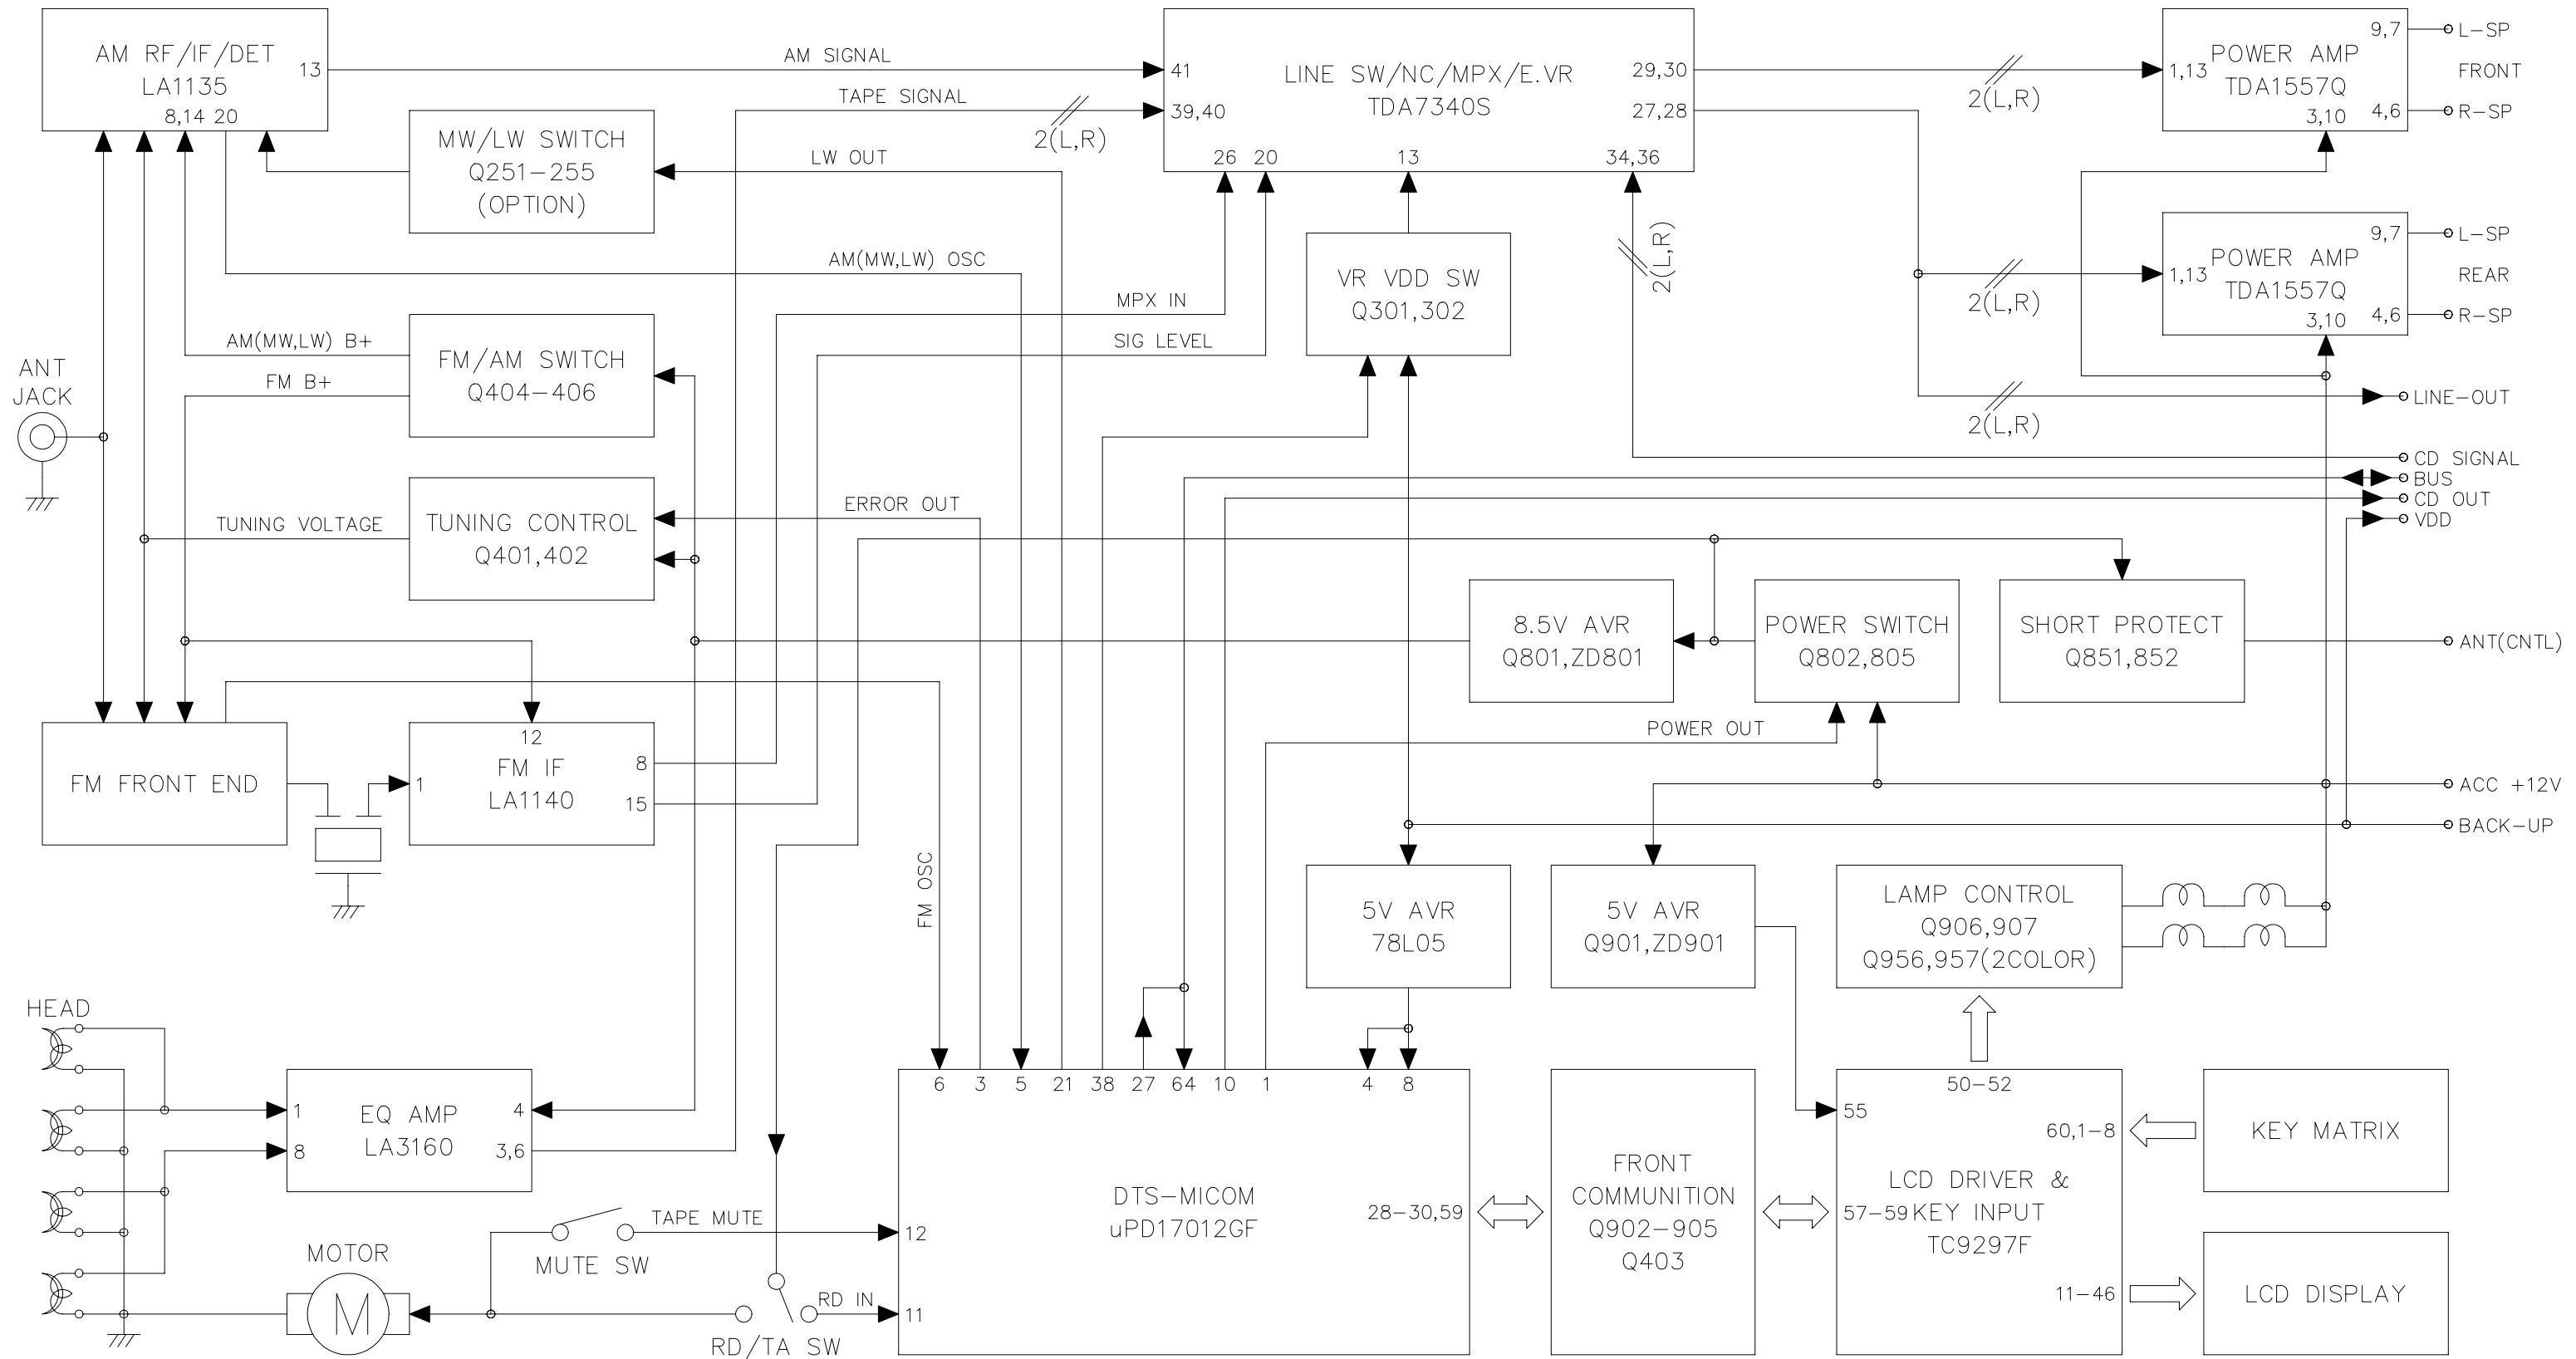 AM RF/IF/DET
LA1135
13
8,14 20
AM SIGNAL
TAPE SIGNAL
2(L,R)
MW/LW SWITCH
Q251-255
(OPTION)
LW OUT
41
39,40
LINE SW/NC/MPX/E.VR
TDA7340S
29,30
27,28
26 20
13
34,36
2(L,R)
1,13
POWER AMP
TDA1557Q
9,7
3,10
4,6
L-SP
FRONT
R-SP
2(L,R)
VR VDD SW
Q301,302
2(L,R)
1,13
POWER AMP
TDA1557Q
9,7
3,10
4,6
L-SP
REAR
R-SP
AM(MW,LW) OSC
MPX IN
SIG LEVEL
ANT
JACK
AM(MW,LW) B+
FM B+
FM/AM SWITCH
Q404-406
2(L,R)
LINE-OUT
CD SIGNAL
BUS
CD OUT
VDD
TUNING VOLTAGE
TUNING CONTROL
Q401,402
ERROR OUT
8.5V AVR
Q801,ZD801
POWER SWITCH
Q802,805
SHORT PROTECT
Q851,852
ANT(CNTL)
POWER OUT
FM FRONT END
12
FM IF
LA1140
1
8
15
ACC +12V
BACK-UP
FM OSC
5V AVR
78L05
5V AVR
Q901,ZD901
LAMP CONTROL
Q906,907
Q956,957(2COLOR)
HEAD
1
8
EQ AMP
LA3160
4
3,6
6 3 5 21 38 27 64 10 1 4 8
DTS-MICOM
uPD17012GF
28-30,59
12
11
TAPE MUTE
MUTE SW
RD IN
RD/TA SW
MOTOR
M
FRONT
COMMUNITION
Q902-905
Q403
50-52
55
60,1-8
LCD DRIVER &
57-59 KEY INPUT
TC9297F
11-46
KEY MATRIX
LCD DISPLAY